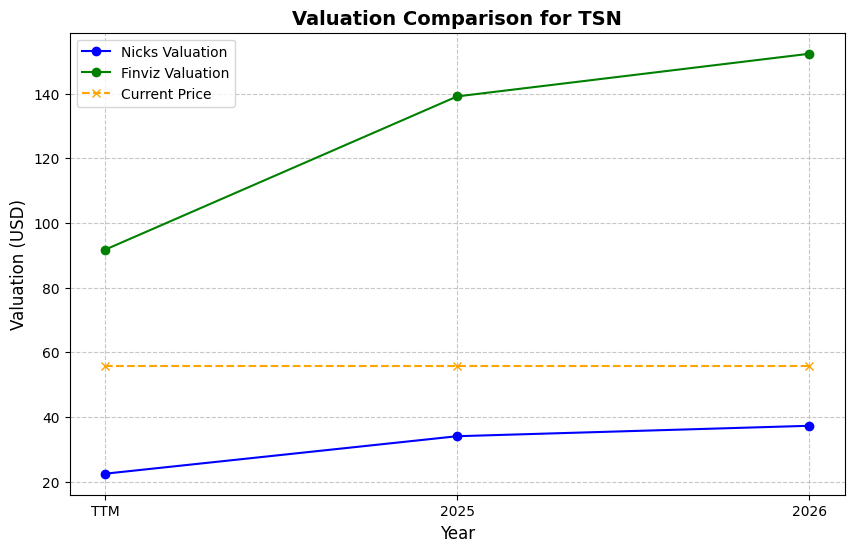 Valuation Comparison for TSN
Nicks Valuation
Finviz Valuation
Current Price
Valuation (USD)
140
120
100
80
60
40
20
TTM
2025
2026
Year